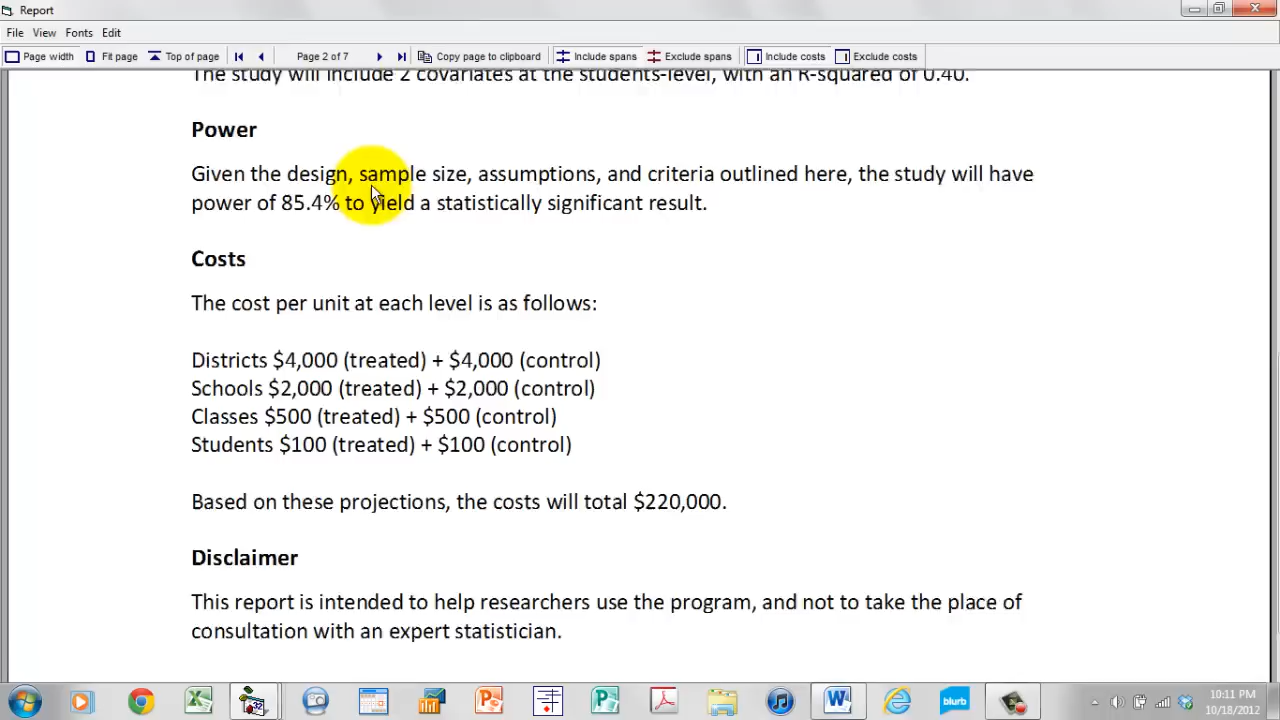 Report
File View Fonts Edit
Page width Fit page Top of page Page 2 of 7 Copy page to clipboard Include spans Exclude spans Include costs Exclude costs
The study will include 2 covariates at the students-level, with an R-squared of 0.40.
Power
Given the design, sample size, assumptions, and criteria outlined here, the study will have
power of 85.4% to yield a statistically significant result.
Costs
The cost per unit at each level is as follows:
Districts $4,000 (treated) + $4,000 (control)
Schools $2,000 (treated) + $2,000 (control)
Classes $500 (treated) + $500 (control)
Students $100 (treated) + $100 (control)
Based on these projections, the costs will total $220,000.
Disclaimer
This report is intended to help researchers use the program, and not to take the place of
consultation with an expert statistician.
32
blurb
10:11 PM
10/18/2012